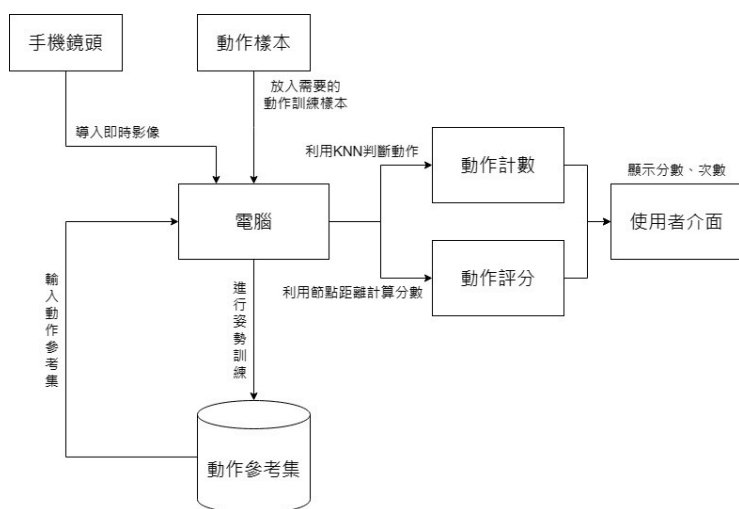 手機鏡頭
動作樣本
放入需要的
動作訓練樣本
導入即時影像
利用KNN判斷動作
動作計數
顯示分數、次數
電腦
使用者介面
動作評分
利用節點距離計算分數
輸入動作參考集
進行姿勢訓練
動作參考集